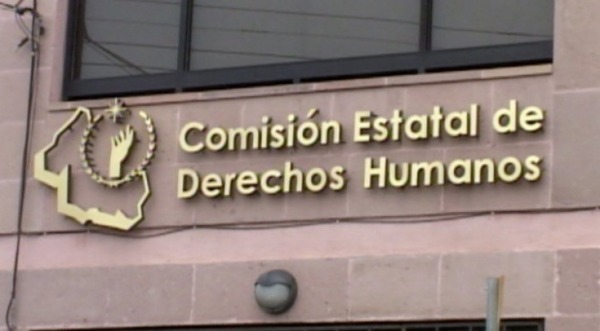 Comisión Estatal de
Derechos Humanos